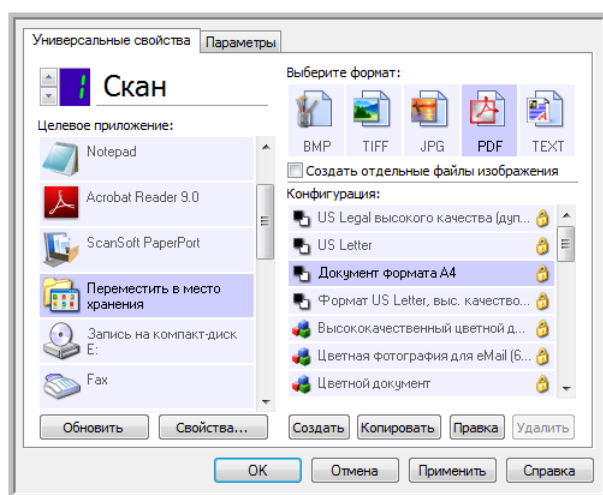 Универсальные свойства
Параметры
1
Скан
Целевое приложение:
Notepad
Acrobat Reader 9.0
ScanSoft PaperPort
Переместить в место
хранения
Запись на компакт-диск
E:
Fax
Обновить
Свойства...
Выберите формат:
BMP
TIFF
JPG
PDF
TEXT
Создать отдельные файлы изображения
Конфигурация:
US Legal высокого качества (дуп...
US Letter
Документ формата A4
Формат US Letter, выс. качество...
Высококачественный цветной д...
Цветная фотография для eMail (6...
Цветной документ
Создать
Копировать
Правка
Удалить
OK
Отмена
Применить
Справка